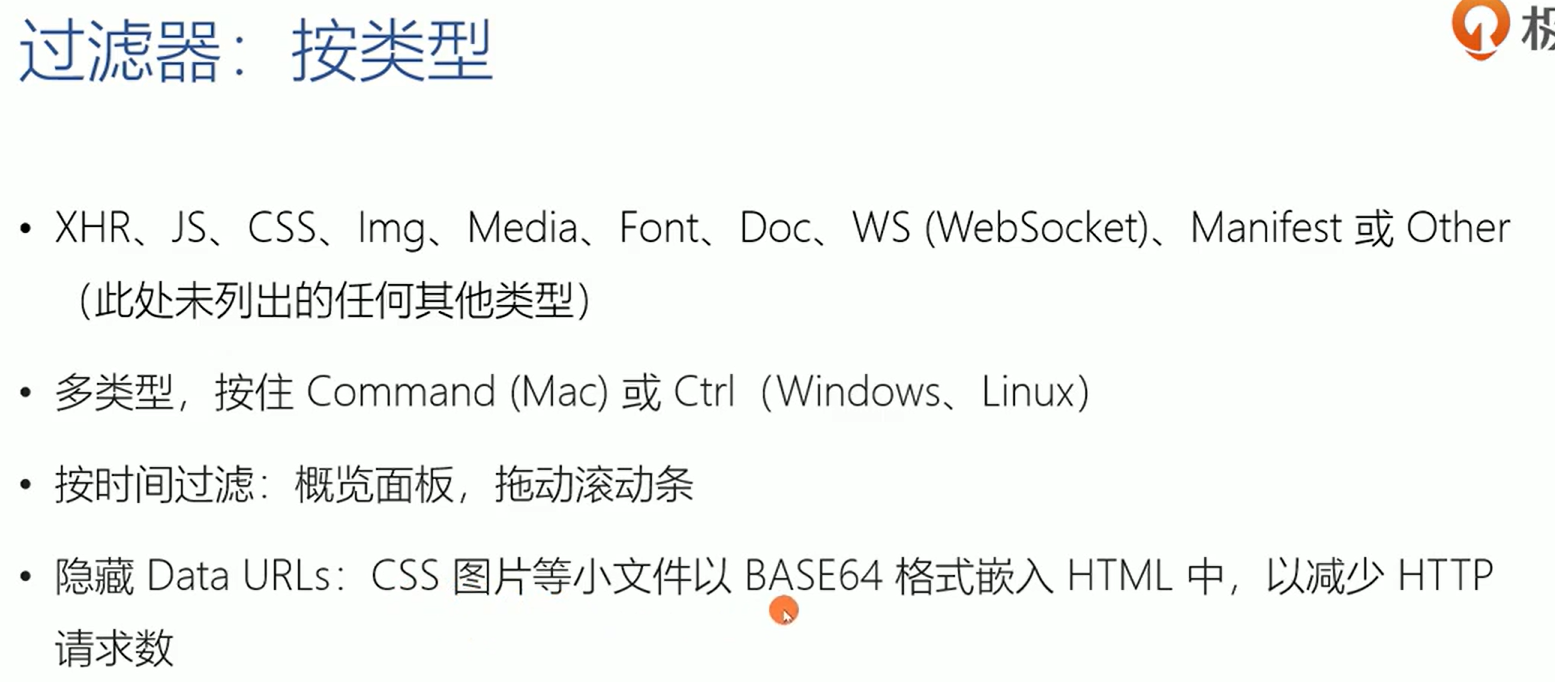 过滤器：按类型
极
• XHR、JS、CSS、Img、Media、Font、Doc、WS (WebSocket)、Manifest 或 Other
（此处未列出的任何其他类型）
• 多类型，按住 Command (Mac) 或 Ctrl（Windows、Linux）
• 按时间过滤：概览面板，拖动滚动条
• 隐藏 Data URLs：CSS 图片等小文件以 BASE64 格式嵌入 HTML 中，以减少 HTTP
请求数